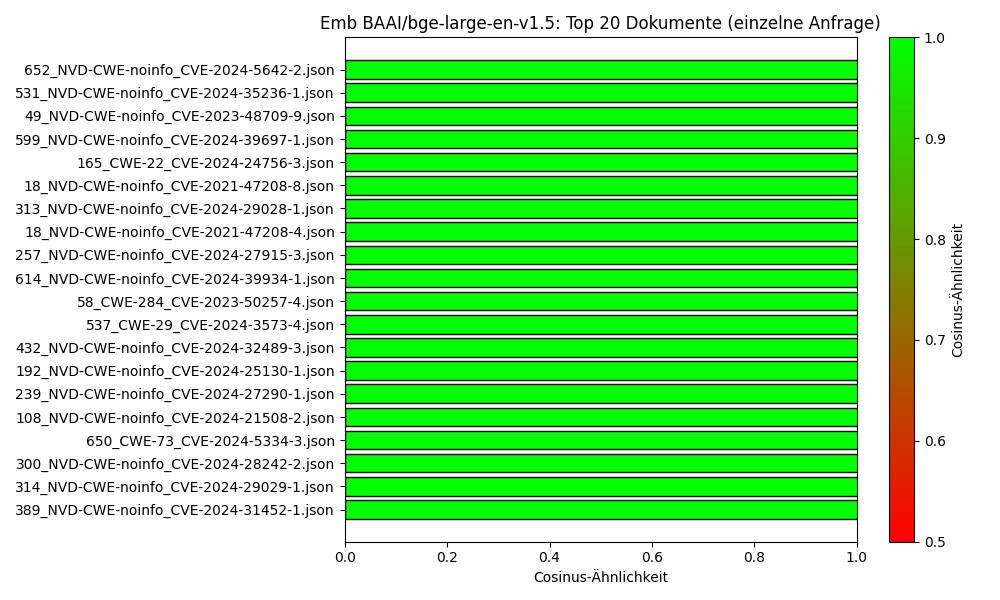 Emb BAAI/bge-large-en-v1.5: Top 20 Dokumente (einzelne Anfrage)
652_NVD-CWE-noinfo_CVE-2024-5642-2.json
531_NVD-CWE-noinfo_CVE-2024-35236-1.json
49_NVD-CWE-noinfo_CVE-2023-48709-9.json
599_NVD-CWE-noinfo_CVE-2024-39697-1.json
165_CWE-22_CVE-2024-24756-3.json
18_NVD-CWE-noinfo_CVE-2021-47208-8.json
313_NVD-CWE-noinfo_CVE-2024-29028-1.json
18_NVD-CWE-noinfo_CVE-2021-47208-4.json
257_NVD-CWE-noinfo_CVE-2024-27915-3.json
614_NVD-CWE-noinfo_CVE-2024-39934-1.json
58_CWE-284_CVE-2023-50257-4.json
537_CWE-29_CVE-2024-3573-4.json
432_NVD-CWE-noinfo_CVE-2024-32489-3.json
192_NVD-CWE-noinfo_CVE-2024-25130-1.json
239_NVD-CWE-noinfo_CVE-2024-27290-1.json
108_NVD-CWE-noinfo_CVE-2024-21508-2.json
650_CWE-73_CVE-2024-5334-3.json
300_NVD-CWE-noinfo_CVE-2024-28242-2.json
314_NVD-CWE-noinfo_CVE-2024-29029-1.json
389_NVD-CWE-noinfo_CVE-2024-31452-1.json
0.0 0.2 0.4 0.6 0.8 1.0
Cosinus-Ähnlichkeit
1.0
0.9
0.8
0.7
0.6
0.5
Cosinus-Ähnlichkeit